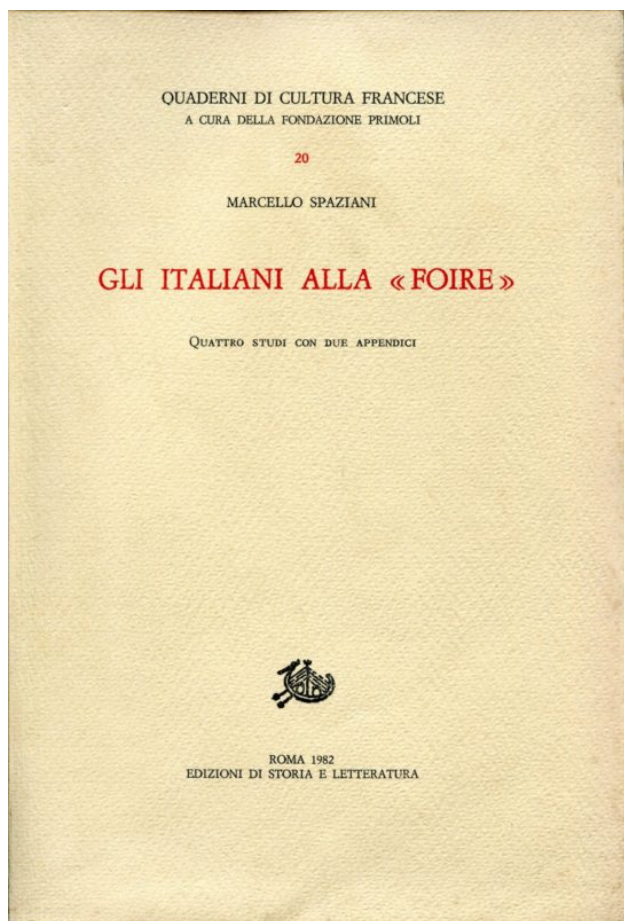 QUADERNI DI CULTURA FRANCESE
A CURA DELLA FONDAZIONE PRIMOLI
20
MARCELLO SPAZIANI
GLI ITALIANI ALLA «FOIRE»
QUATTRO STUDI CON DUE APPENDICI
ROMA 1982
EDIZIONI DI STORIA E LETTERATURA